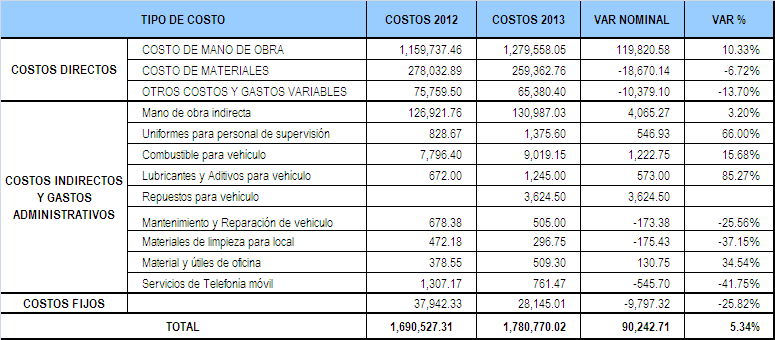 TIPO DE COSTO COSTOS 2012 COSTOS 2013 VAR NOMINAL VAR %
COSTOS DIRECTOS
COSTO DE MANO DE OBRA 1,159,737.46 1,279,558.05 119,820.58 10.33%
COSTO DE MATERIALES 278,032.89 259,362.76 -18,670.14 -6.72%
OTROS COSTOS Y GASTOS VARIABLES 75,759.50 65,380.40 -10,379.10 -13.70%
COSTOS INDIRECTOS
Y GASTOS
ADMINISTRATIVOS
Mano de obra indirecta 126,921.76 130,987.03 4,065.27 3.20%
Uniformes para personal de supervisión 828.67 1,375.60 546.93 66.00%
Combustible para vehículo 7,796.40 9,019.15 1,222.75 15.68%
Lubricantes y Aditivos para vehículo 672.00 1,245.00 573.00 85.27%
Repuestos para vehículo 3,624.50 3,624.50
Mantenimiento y Reparación de vehiculo 678.38 505.00 -173.38 -25.56%
Materiales de limpieza para local 472.18 296.75 -175.43 -37.15%
Material y útiles de oficina 378.55 509.30 130.75 34.54%
Servicios de Telefonía móvil 1,307.17 761.47 -545.70 -41.75%
COSTOS FIJOS 37,942.33 28,145.01 -9,797.32 -25.82%
TOTAL 1,690,527.31 1,780,770.02 90,242.71 5.34%